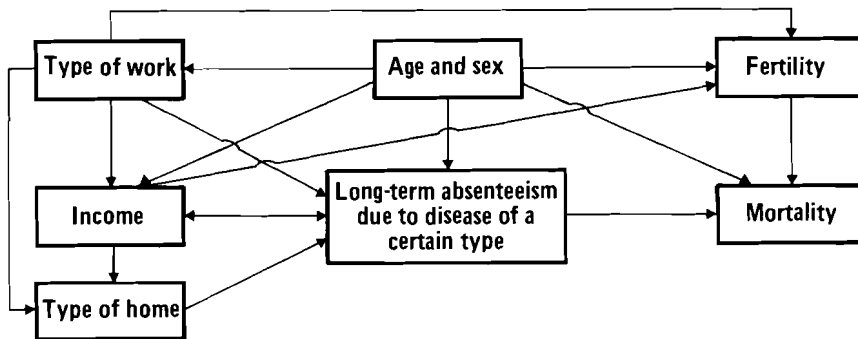 Type of work
Age and sex
Fertility
Income
Long-term absenteeism
due to disease of a
certain type
Mortality
Type of home